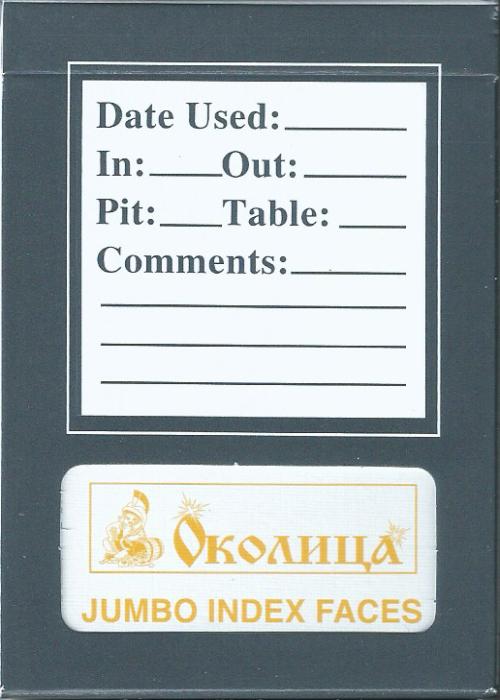 Date Used:
In: Out:
Pit: Table:
Comments:
Околица
JUMBO INDEX FACES